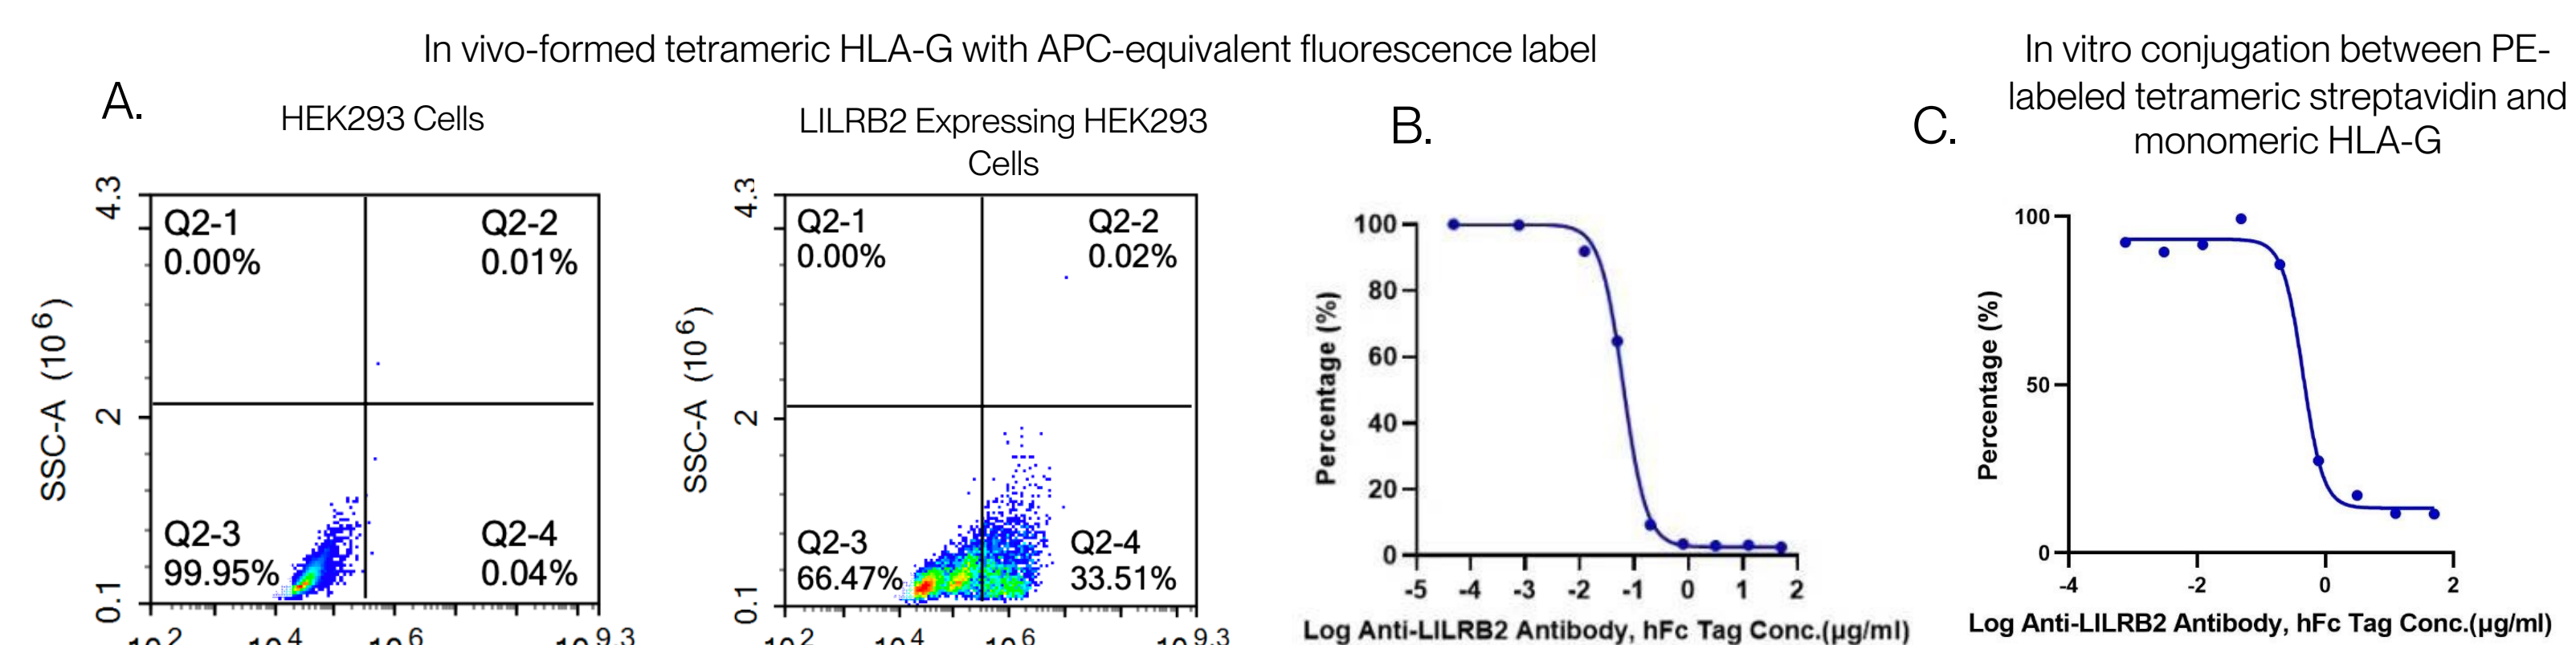 In vivo-formed tetrameric HLA-G with APC-equivalent fluorescence label
A.
HEK293 Cells
4.3
2
0.1
SSC-A (10^6)
Q2-1
0.00%
Q2-2
0.01%
Q2-3
99.95%
Q2-4
0.04%
10^2 10^4 10^6 10^9.3
LILRB2 Expressing HEK293
Cells
4.3
2
0.1
SSC-A (10^6)
Q2-1
0.00%
Q2-2
0.02%
Q2-3
66.47%
Q2-4
33.51%
10^2 10^4 10^6 10^9.3
B.
100
80
60
40
20
0
Percentage (%)
-5 -4 -3 -2 -1 0 1 2
Log Anti-LILRB2 Antibody, hFc Tag Conc.(μg/ml)
In vitro conjugation between PE-
labeled tetrameric streptavidin and
monomeric HLA-G
C.
100
50
0
Percentage (%)
-4 -2 0 2
Log Anti-LILRB2 Antibody, hFc Tag Conc.(μg/ml)